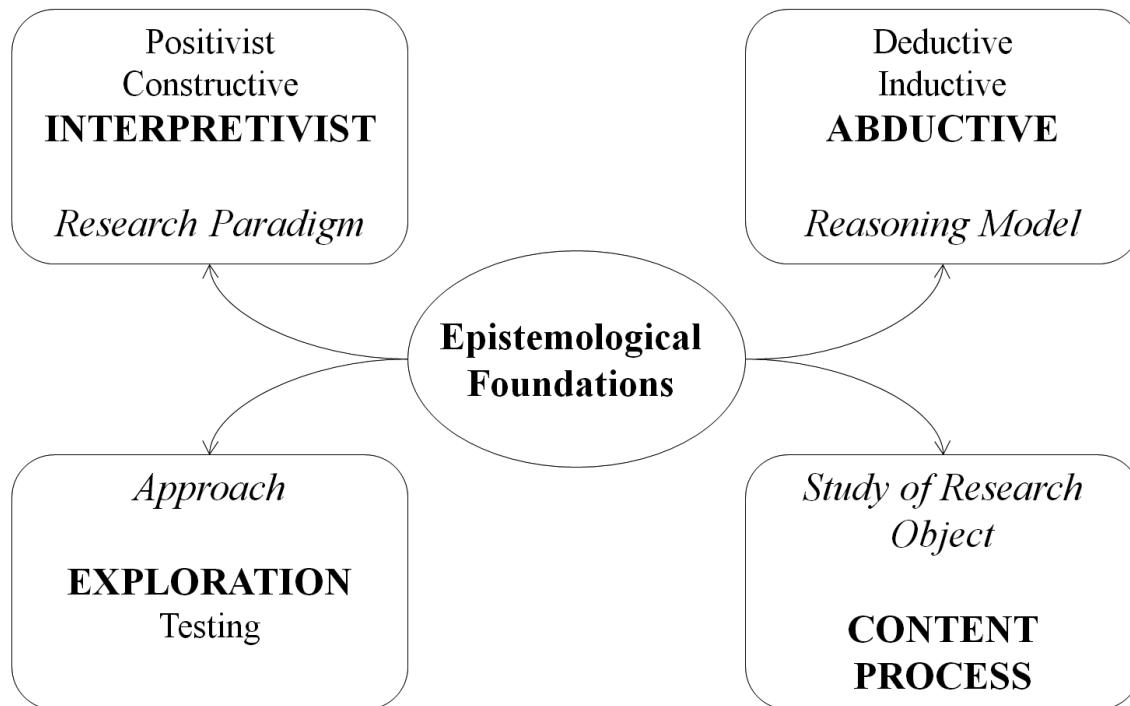 Positivist
Constructive
INTERPRETIVIST
Research Paradigm
Deductive
Inductive
ABDUCTIVE
Reasoning Model
Epistemological
Foundations
Approach
EXPLORATION
Testing
Study of Research
Object
CONTENT
PROCESS